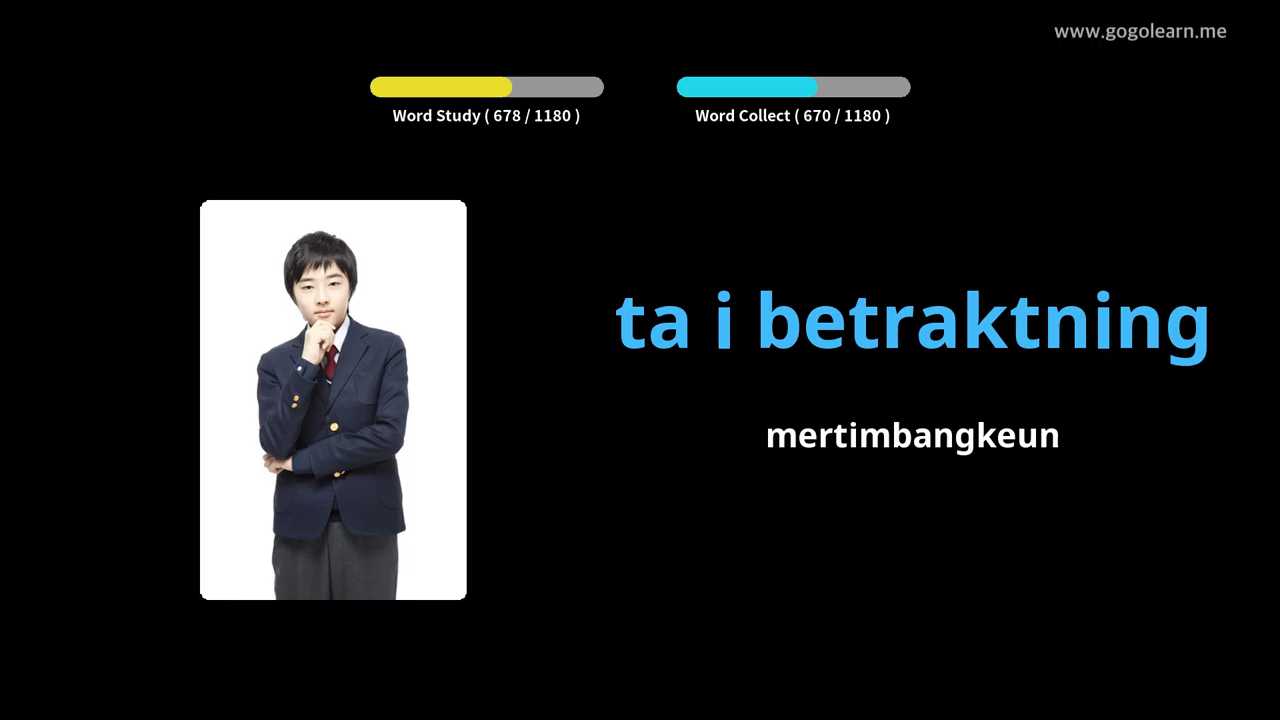 www.gogolearn.me
Word Study ( 678 / 1180 )
Word Collect ( 670 / 1180 )
ta i betraktning
mertimbangkeun